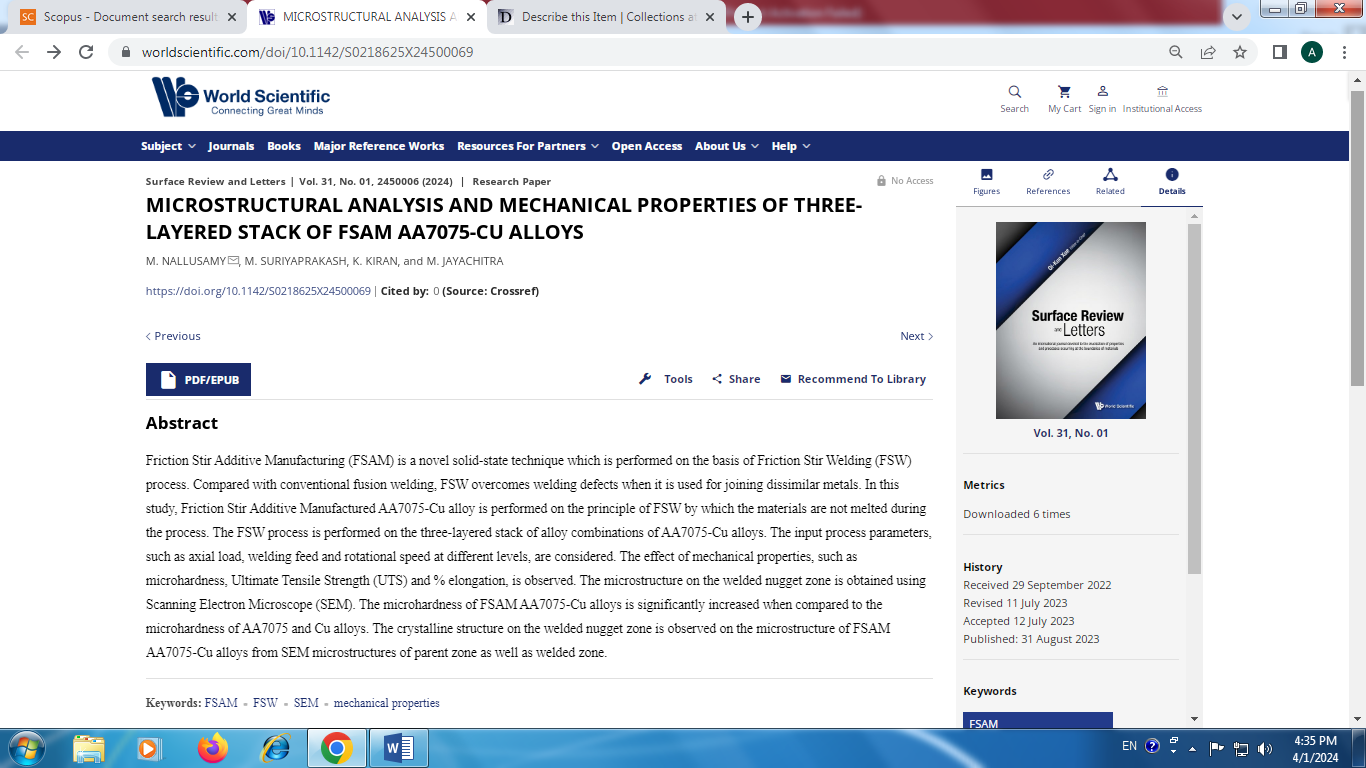 Scopus - Document search result
MICROSTRUCTURAL ANALYSIS A
Describe this Item | Collections a
worldscientific.com/doi/10.1142/S0218625X24500069
A
World Scientific
Connecting Great Minds
Search
My Cart
Sign in
Institutional Access
Subject
Journals
Books
Major Reference Works
Resources For Partners
Open Access
About Us
Help
Surface Review and Letters | Vol. 31, No. 01, 2450006 (2024) | Research Paper
No Access
MICROSTRUCTURAL ANALYSIS AND MECHANICAL PROPERTIES OF THREE-
LAYERED STACK OF FSAM AA7075-CU ALLOYS
M. NALLUSAMY, M. SURIYAPRAKASH, K. KIRAN, and M. JAYACHITRA
https://doi.org/10.1142/S0218625X24500069 | Cited by: 0 (Source: Crossref)
Previous
Next
PDF/EPUB
Tools
Share
Recommend To Library
Abstract
Friction Stir Additive Manufacturing (FSAM) is a novel solid-state technique which is performed on the basis of Friction Stir Welding (FSW)
process. Compared with conventional fusion welding, FSW overcomes welding defects when it is used for joining dissimilar metals. In this
study, Friction Stir Additive Manufactured AA7075-Cu alloy is performed on the principle of FSW by which the materials are not melted during
the process. The FSW process is performed on the three-layered stack of alloy combinations of AA7075-Cu alloys. The input process parameters,
such as axial load, welding feed and rotational speed at different levels, are considered. The effect of mechanical properties, such as
microhardness, Ultimate Tensile Strength (UTS) and % elongation, is observed. The microstructure on the welded nugget zone is obtained using
Scanning Electron Microscope (SEM). The microhardness of FSAM AA7075-Cu alloys is significantly increased when compared to the
microhardness of AA7075 and Cu alloys. The crystalline structure on the welded nugget zone is observed on the microstructure of FSAM
AA7075-Cu alloys from SEM microstructures of parent zone as well as welded zone.
Keywords: FSAM ▪ FSW ▪ SEM ▪ mechanical properties
Figures
References
Related
Details
Surface Review
and Letters
World Scientific
Vol. 31, No. 01
Metrics
Downloaded 6 times
History
Received 29 September 2022
Revised 11 July 2023
Accepted 12 July 2023
Published: 31 August 2023
Keywords
FSAM
EN
4:35 PM
4/1/2024